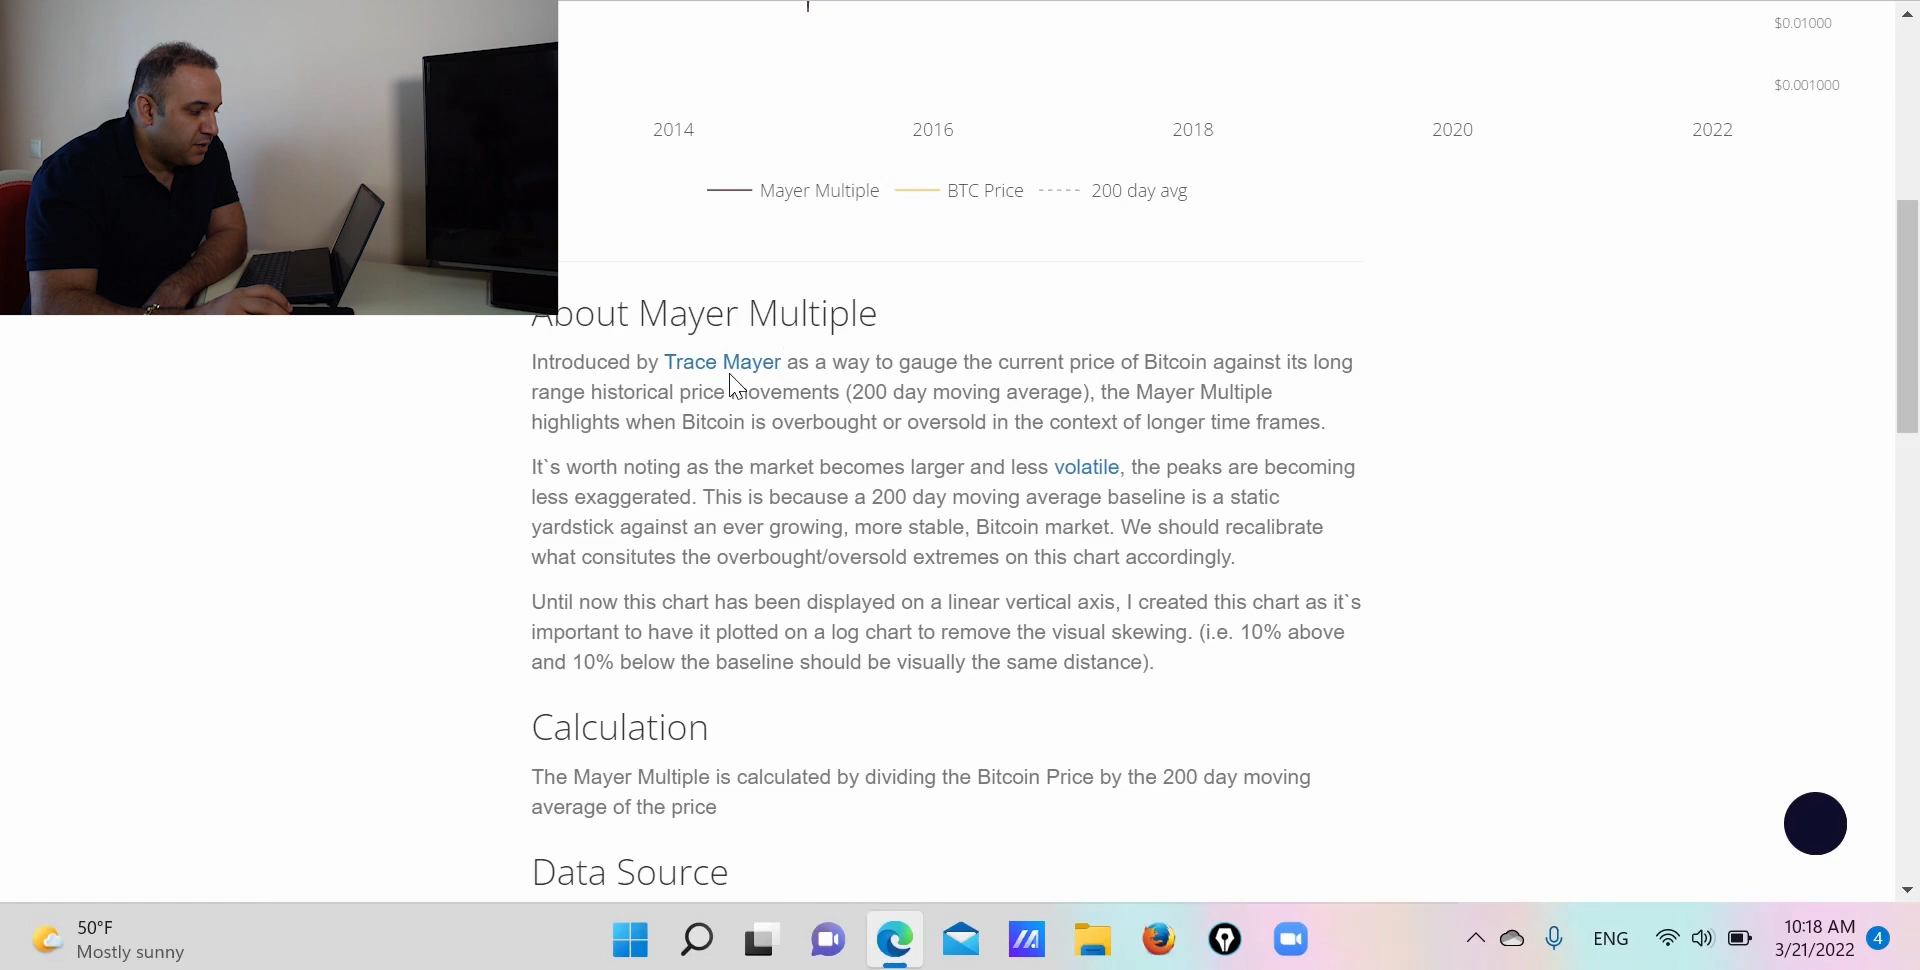 $0.01000
$0.001000
2014 2016 2018 2020 2022
Mayer Multiple BTC Price 200 day avg
About Mayer Multiple
Introduced by Trace Mayer as a way to gauge the current price of Bitcoin against its long
range historical price movements (200 day moving average), the Mayer Multiple
highlights when Bitcoin is overbought or oversold in the context of longer time frames.
It`s worth noting as the market becomes larger and less volatile, the peaks are becoming
less exaggerated. This is because a 200 day moving average baseline is a static
yardstick against an ever growing, more stable, Bitcoin market. We should recalibrate
what consitutes the overbought/oversold extremes on this chart accordingly.
Until now this chart has been displayed on a linear vertical axis, I created this chart as it`s
important to have it plotted on a log chart to remove the visual skewing. (i.e. 10% above
and 10% below the baseline should be visually the same distance).
Calculation
The Mayer Multiple is calculated by dividing the Bitcoin Price by the 200 day moving
average of the price
Data Source
50°F
Mostly sunny
ENG
10:18 AM
3/21/2022
4